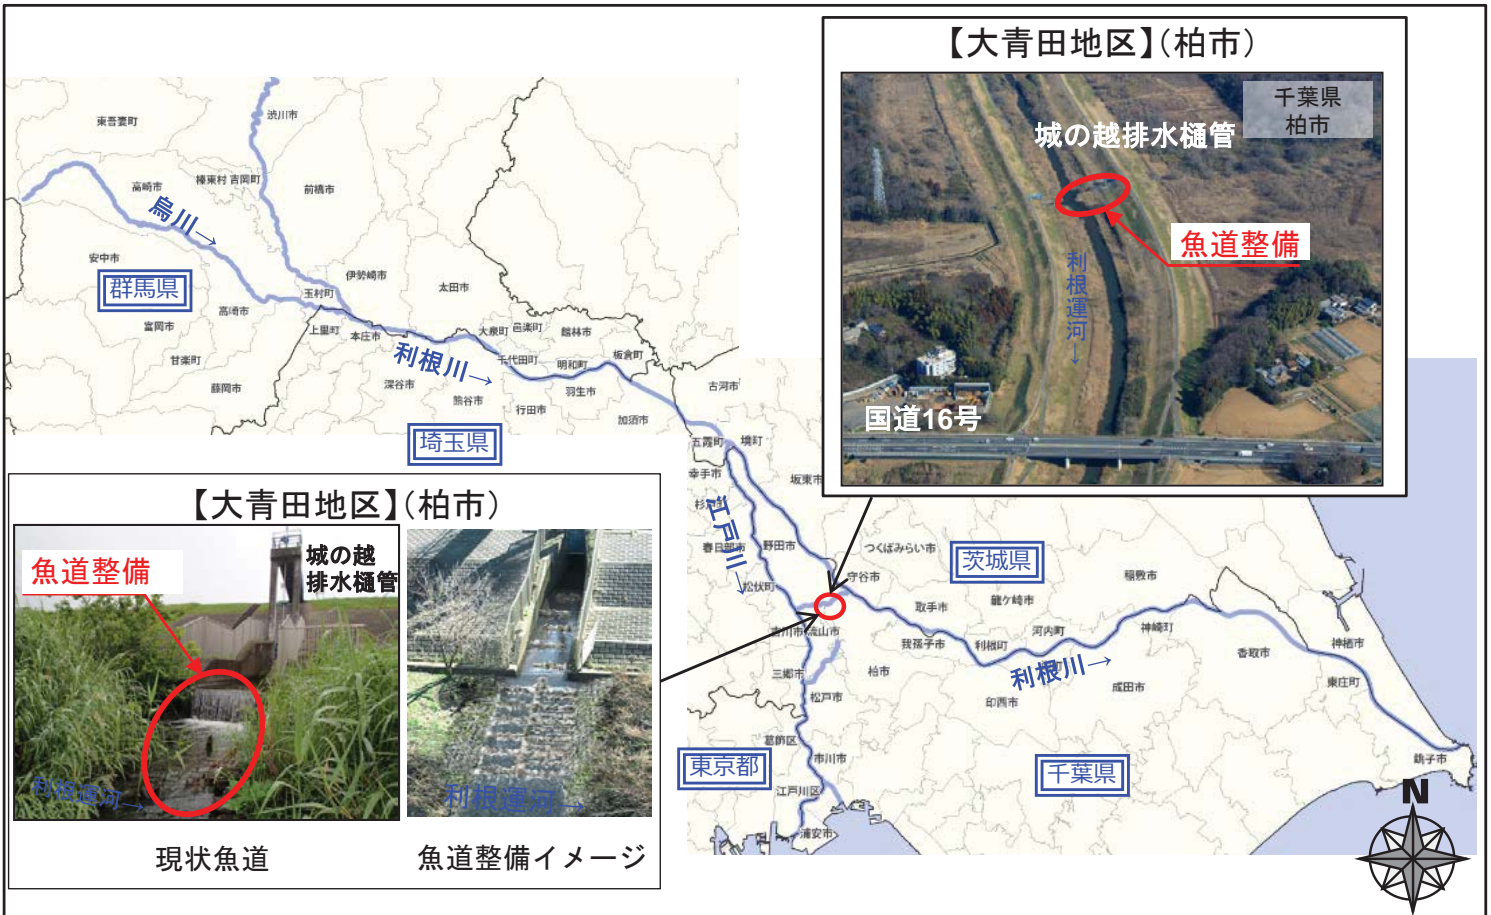 【大青田地区】(柏市)
千葉県
柏市
城の越排水樋管
魚道整備
利根運河→
国道16号
東吾妻町
渋川市
榛東村
吉岡町
前橋市
高崎市
烏川→
安中市
群馬県
高崎市
富岡市
甘楽町
藤岡市
玉村町
伊勢崎市
太田市
上里町
本庄市
利根川→
大泉町
邑楽町
館林市
千代田町
明和町
板倉町
深谷市
熊谷市
行田市
羽生市
加須市
古河市
埼玉県
五霞町
境町
幸手市
坂東市
江戸川→
春日部市
野田市
つくばみらい市
茨城県
松伏町
守谷市
稲敷市
龍ケ崎市
取手市
吉川市
流山市
我孫子市
利根町
河内町
神崎町
香取市
神栖市
東庄町
三郷市
柏市
松戸市
利根川→
印西市
成田市
葛飾区
市川市
東京都
千葉県
銚子市
江戸川区
浦安市
N
【大青田地区】(柏市)
魚道整備
城の越
排水樋管
利根運河→
利根運河→
現状魚道
魚道整備イメージ